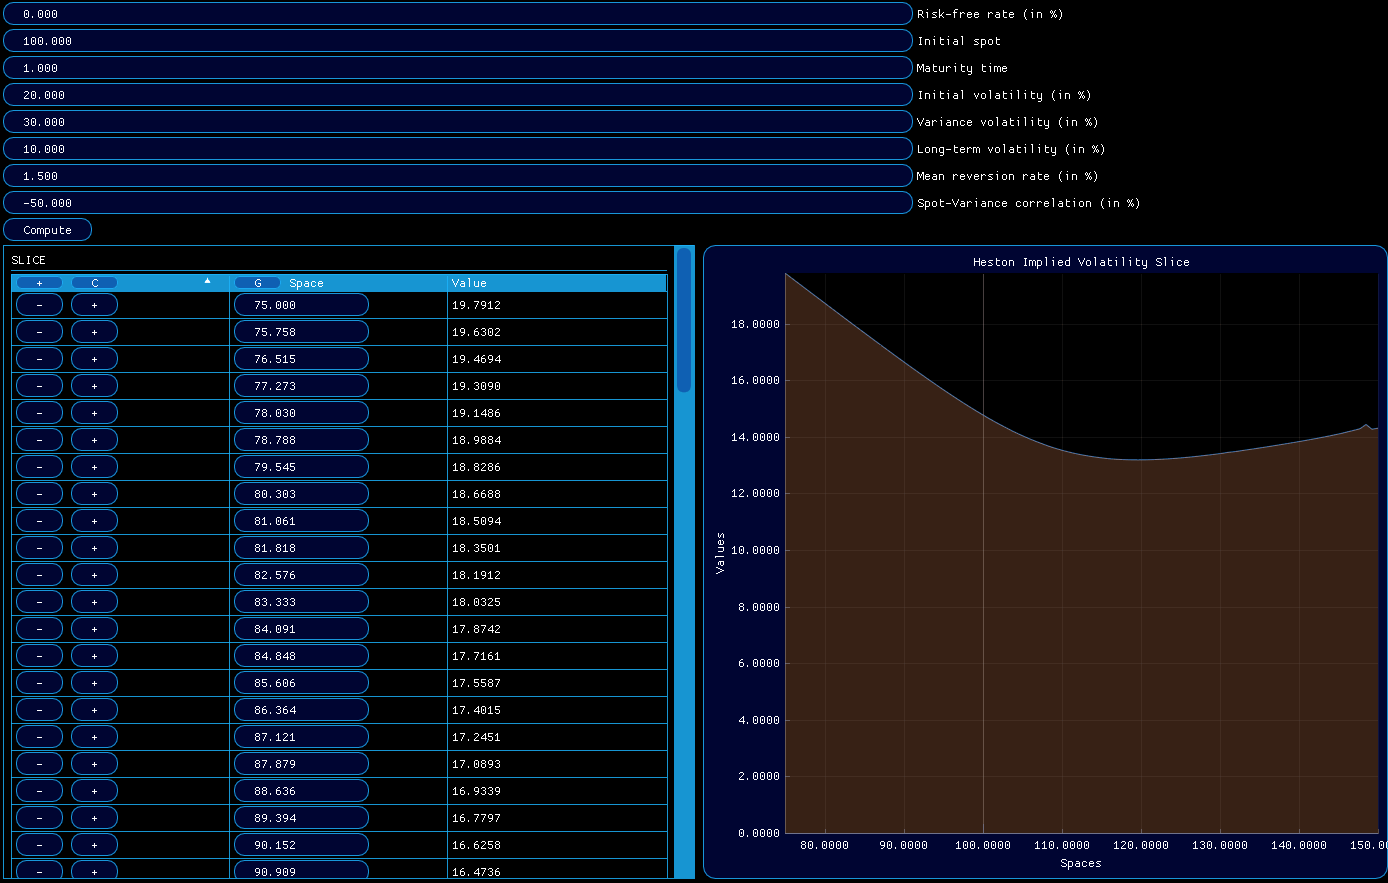 0.000 Risk-free rate (in %)
100.000 Initial spot
1.000 Maturity time
20.000 Initial volatility (in %)
30.000 Variance volatility (in %)
10.000 Long-term volatility (in %)
1.500 Mean reversion rate (in %)
-50.000 Spot-Variance correlation (in %)
Compute
SLICE
+ C G Space Value
- + 75.000 19.7912
- + 75.758 19.6302
- + 76.515 19.4694
- + 77.273 19.3090
- + 78.030 19.1486
- + 78.788 18.9884
- + 79.545 18.8286
- + 80.303 18.6688
- + 81.061 18.5094
- + 81.818 18.3501
- + 82.576 18.1912
- + 83.333 18.0325
- + 84.091 17.8742
- + 84.848 17.7161
- + 85.606 17.5587
- + 86.364 17.4015
- + 87.121 17.2451
- + 87.879 17.0893
- + 88.636 16.9339
- + 89.394 16.7797
- + 90.152 16.6258
- + 90.909 16.4736
Heston Implied Volatility Slice
18.0000
16.0000
14.0000
12.0000
10.0000
8.0000
6.0000
4.0000
2.0000
0.0000
Values
80.0000 90.0000 100.0000 110.0000 120.0000 130.0000 140.0000 150.0
Spaces